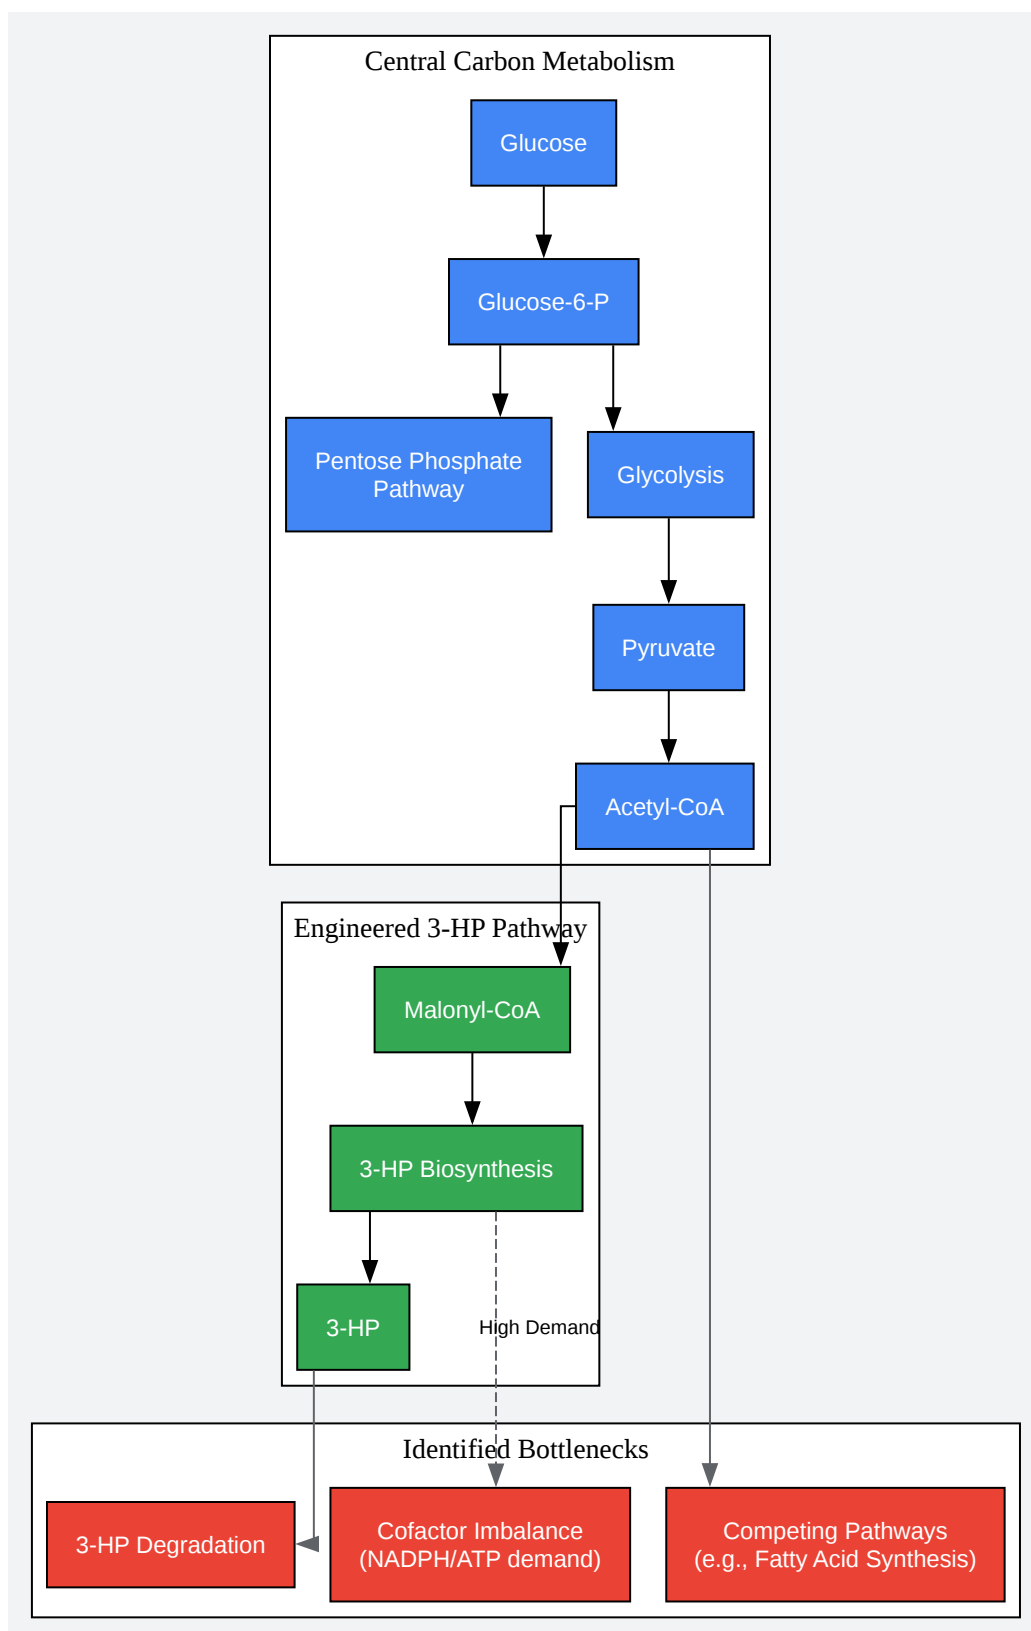 Central Carbon Metabolism
Glucose
Glucose-6-P
Pentose Phosphate
Pathway
Glycolysis
Pyruvate
Acetyl-CoA
Engineered 3-HP Pathway
Malonyl-CoA
3-HP Biosynthesis
3-HP
High Demand
Identified Bottlenecks
3-HP Degradation
Cofactor Imbalance
(NADPH/ATP demand)
Competing Pathways
(e.g., Fatty Acid Synthesis)